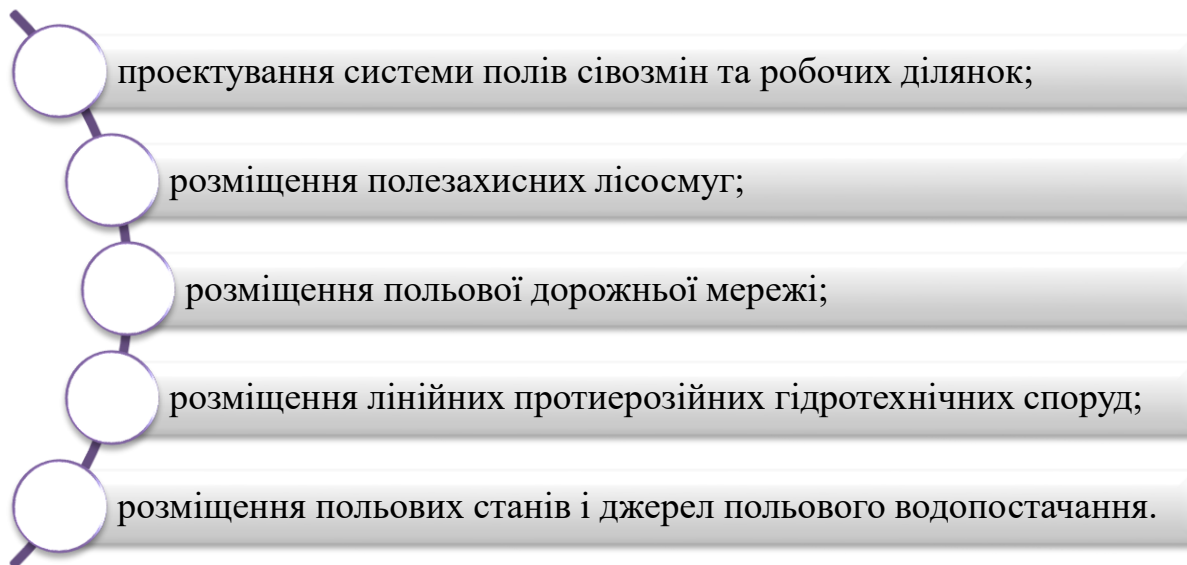 проектування системи полів сівозмін та робочих ділянок;
розміщення полезахисних лісосмуг;
розміщення польової дорожньої мережі;
розміщення лінійних протиерозійних гідротехнічних споруд;
розміщення польових станів і джерел польового водопостачання.